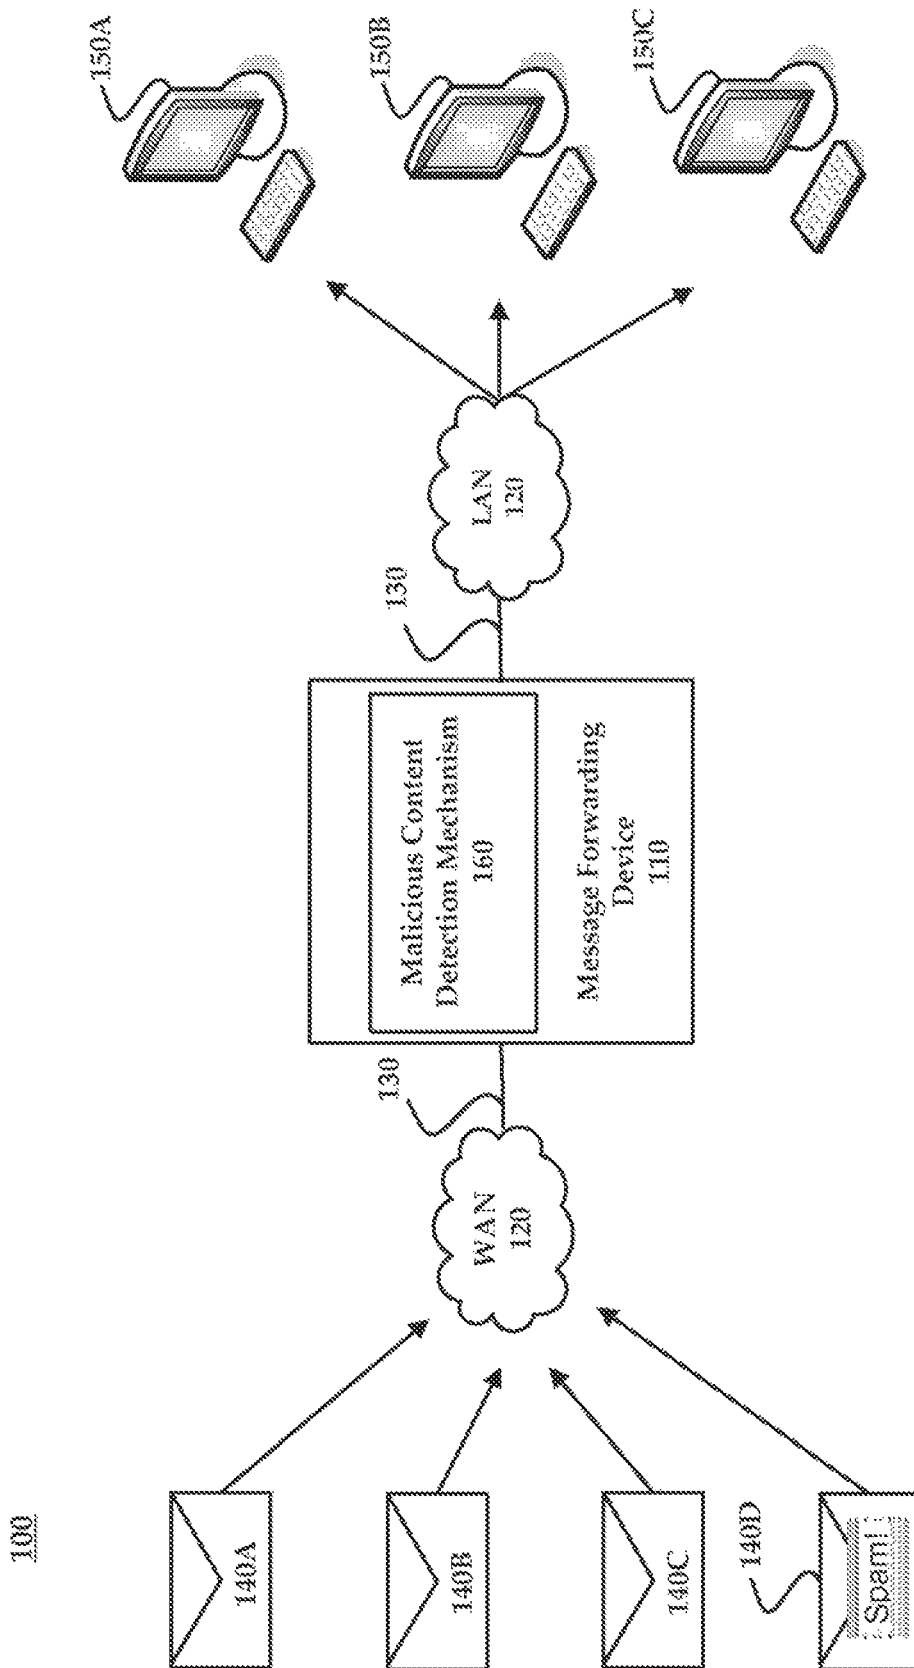 100
140A
140B
140C
140D
Spam!
WAN
120
130
Malicious Content
Detection Mechanism
160
Message Forwarding
Device
110
130
LAN
120
150A
150B
150C